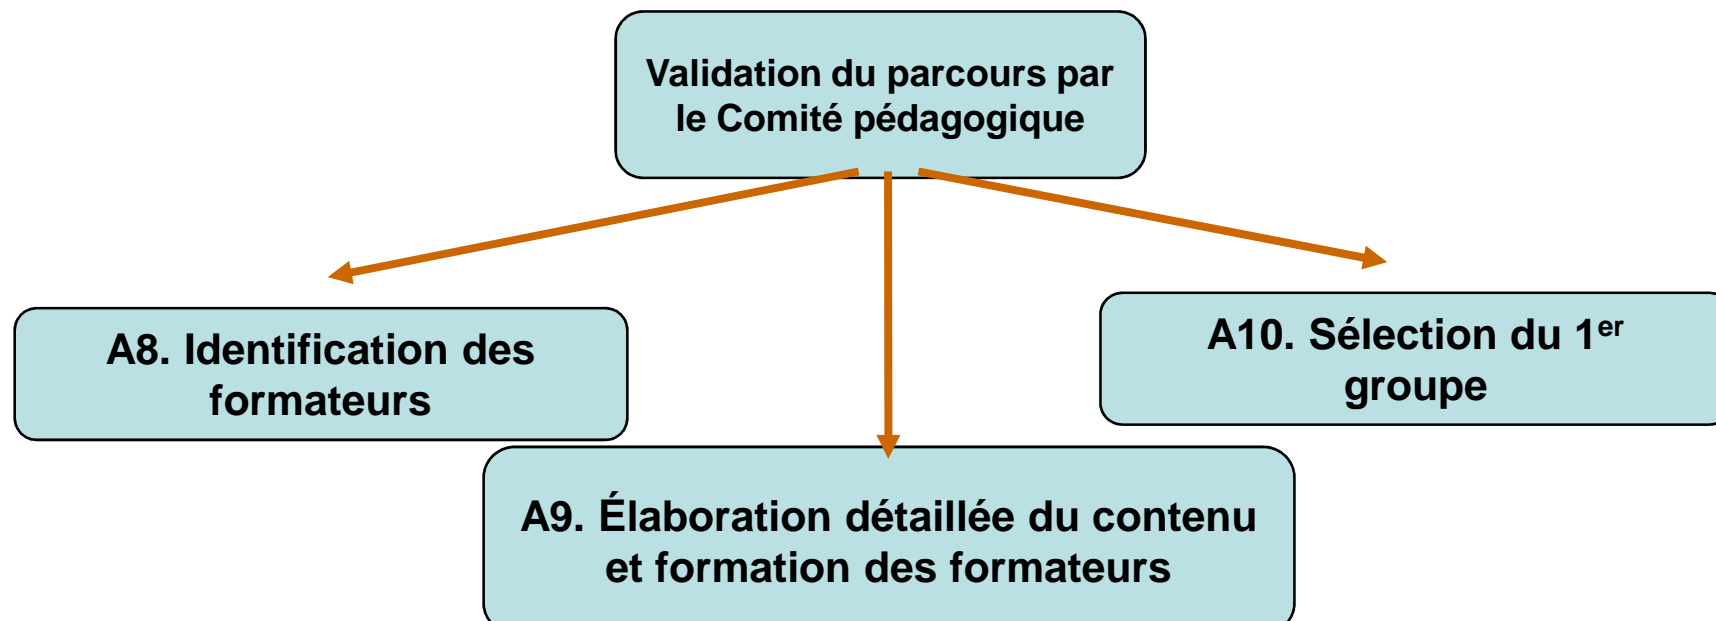 Validation du parcours par
le Comité pédagogique
A8. Identification des
formateurs
A10. Sélection du 1er
groupe
A9. Élaboration détaillée du contenu
et formation des formateurs